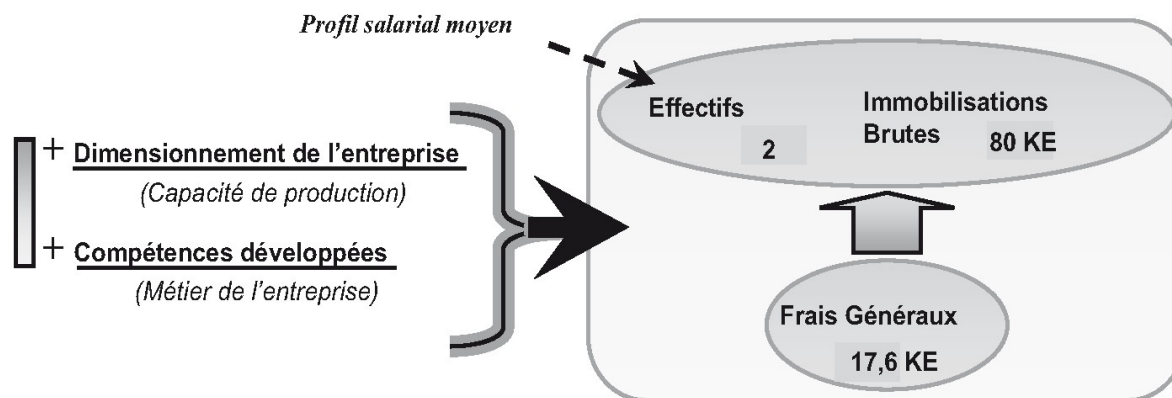 Profil salarial moyen
+ Dimensionnement de l'entreprise
(Capacité de production)
+ Compétences développées
(Métier de l'entreprise)
Effectifs
2
Immobilisations
Brutes 80 KE
Frais Généraux
17,6 KE